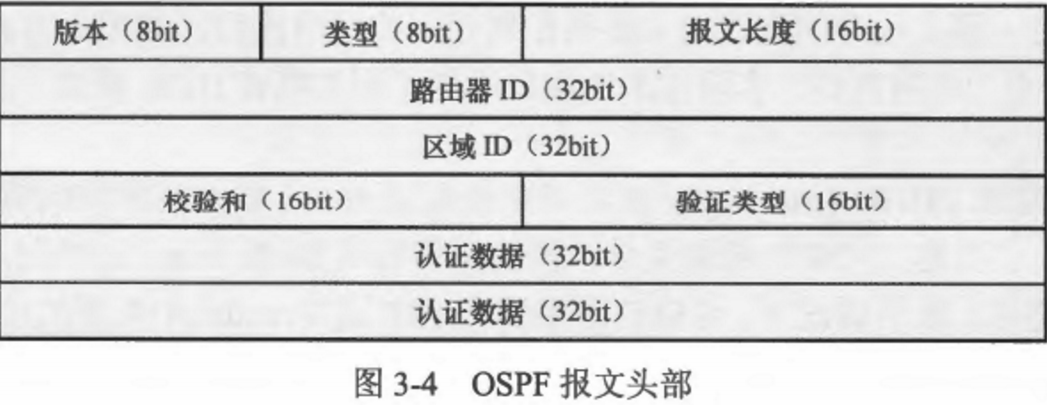 版本（8bit） 类型（8bit） 报文长度（16bit）
路由器 ID（32bit）
区域 ID（32bit）
校验和（16bit） 验证类型（16bit）
认证数据（32bit）
认证数据（32bit）
图 3-4 OSPF 报文头部